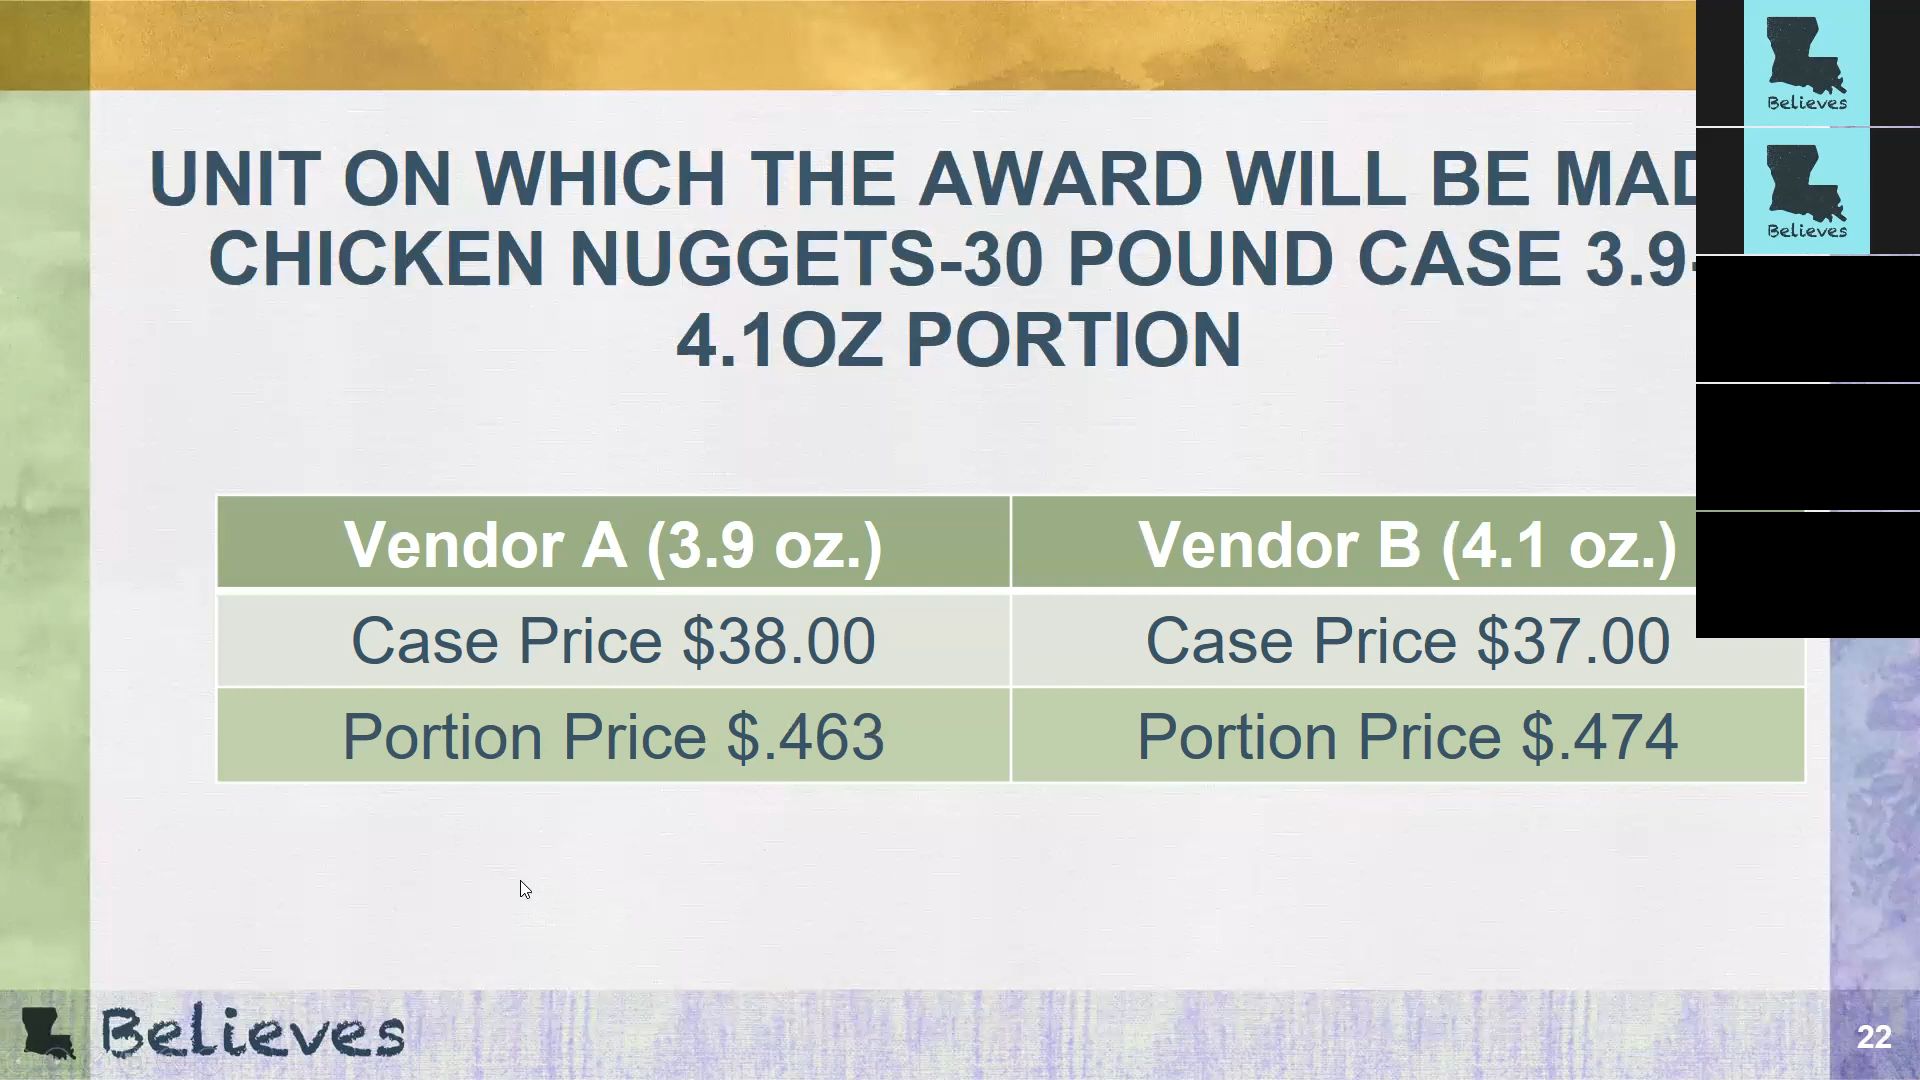 UNIT ON WHICH THE AWARD WILL BE
CHICKEN NUGGETS-30 POUND CASE 3.9-
4.1OZ PORTION
Vendor A (3.9 oz.)
Vendor B (4.1 oz.)
Case Price $38.00
Case Price $37.00
Portion Price $.463
Portion Price $.474
Believes
22
Believes
Believes